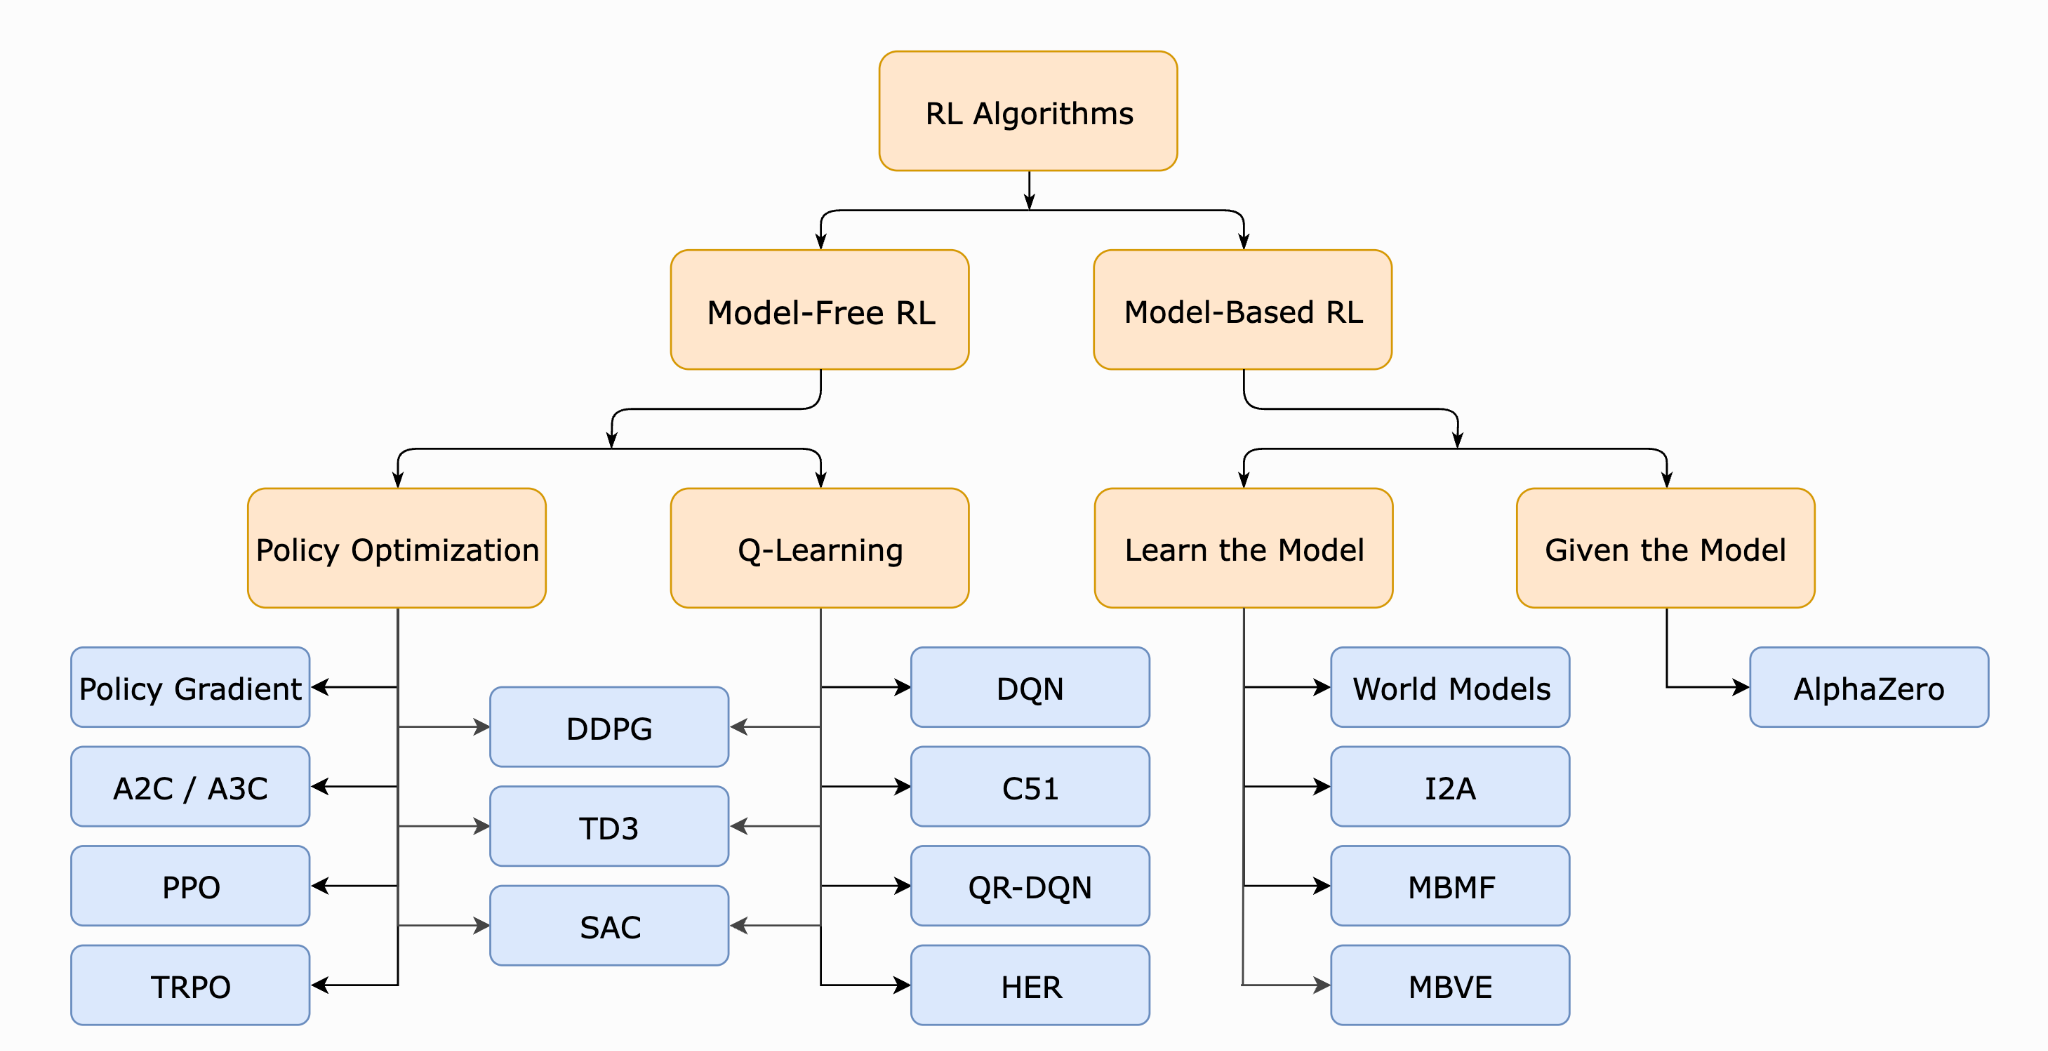 RL Algorithms
Model-Free RL
Model-Based RL
Policy Optimization
Q-Learning
Learn the Model
Given the Model
Policy Gradient
DDPG
DQN
World Models
AlphaZero
A2C / A3C
TD3
C51
I2A
PPO
SAC
QR-DQN
MBMF
TRPO
HER
MBVE